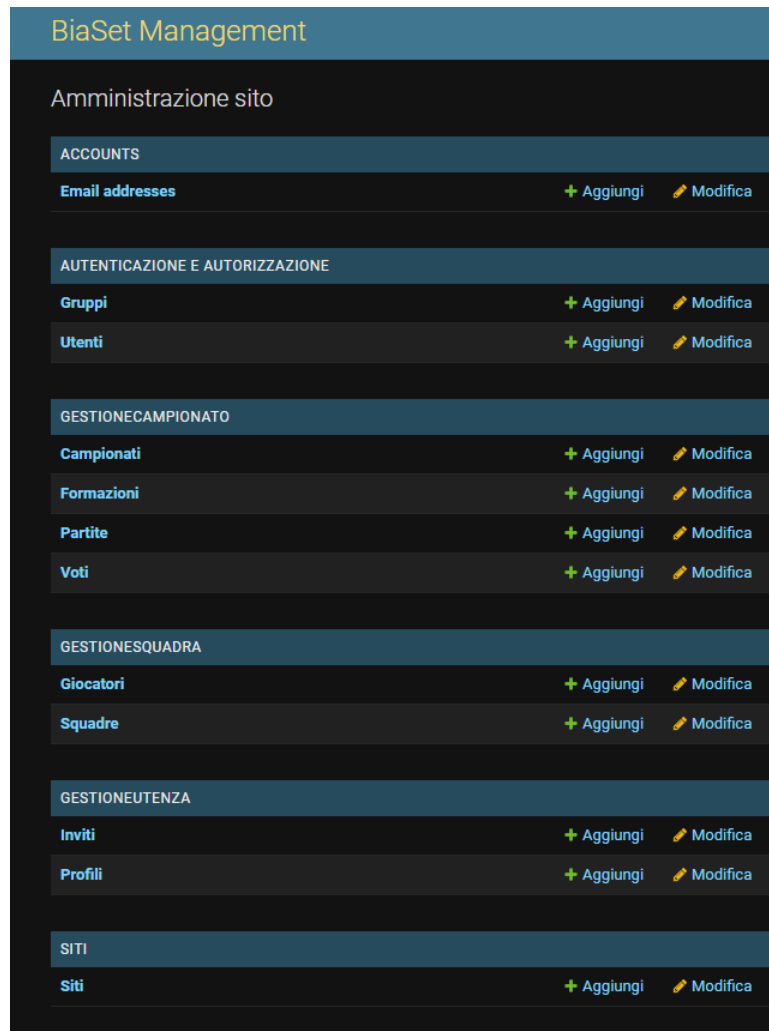 BiaSet Management
Amministrazione sito
ACCOUNTS
Email addresses Aggiungi Modifica
AUTENTICAZIONE E AUTORIZZAZIONE
Gruppi Aggiungi Modifica
Utenti Aggiungi Modifica
GESTIONECAMPIONATO
Campionati Aggiungi Modifica
Formazioni Aggiungi Modifica
Partite Aggiungi Modifica
Voti Aggiungi Modifica
GESTIONESQUADRA
Giocatori Aggiungi Modifica
Squadre Aggiungi Modifica
GESTIONEUTENZA
Inviti Aggiungi Modifica
Profili Aggiungi Modifica
SITI
Siti Aggiungi Modifica